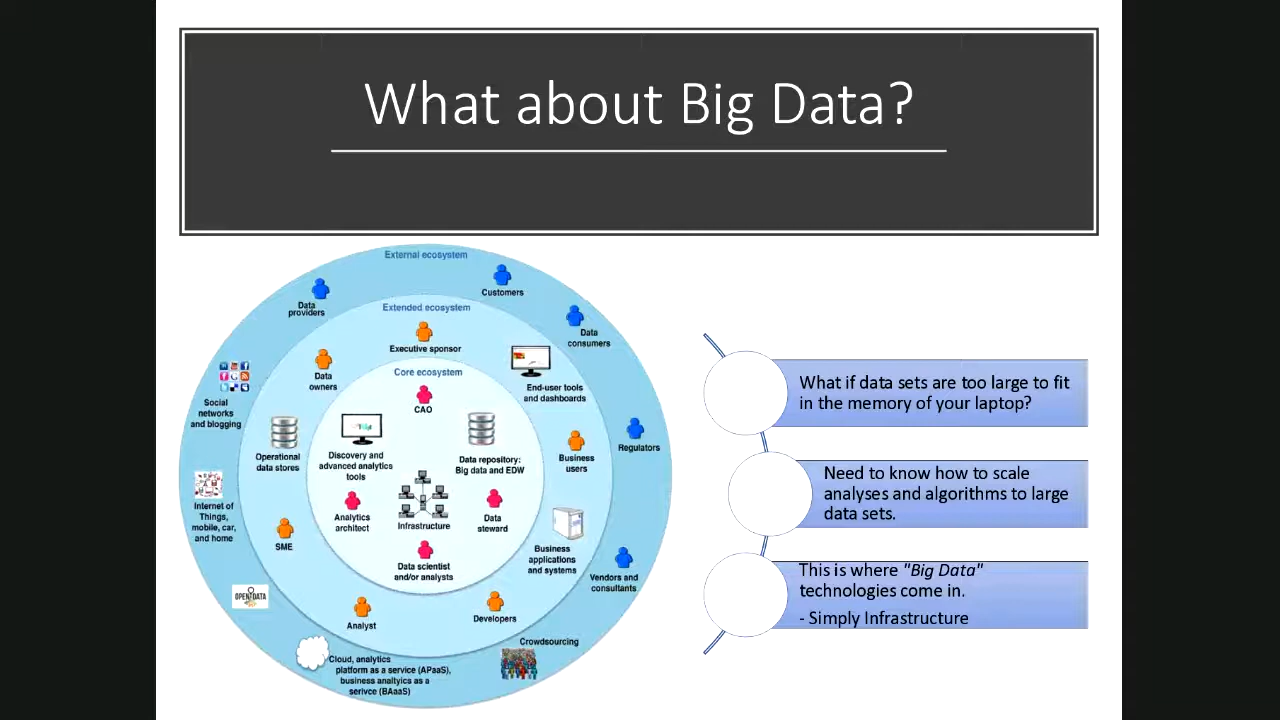 What about Big Data?
External ecosystem
Customers
Data
providers
Extended ecosystem
Data
consumers
Executive sponsor
Core ecosystem
Data
owners
End-user tools
and dashboards
CAO
Social
networks
and blogging
Regulators
Operational
data stores
Discovery and
advanced analytics
tools
Data repository:
Big data and EDW
Business
users
Internet of
Things,
mobile, car,
and home
Analytics
architect
Infrastructure
Data
steward
SME
Business
applications
and systems
Data scientist
and/or analysts
Vendors and
consultants
OPEN DATA
Analyst
Developers
Crowdsourcing
Cloud, analytics
platform as a service (APaaS),
business analtyics as a
serivce (BAaaS)
What if data sets are too large to fit
in the memory of your laptop?
Need to know how to scale
analyses and algorithms to large
data sets.
This is where "Big Data"
technologies come in.
- Simply Infrastructure